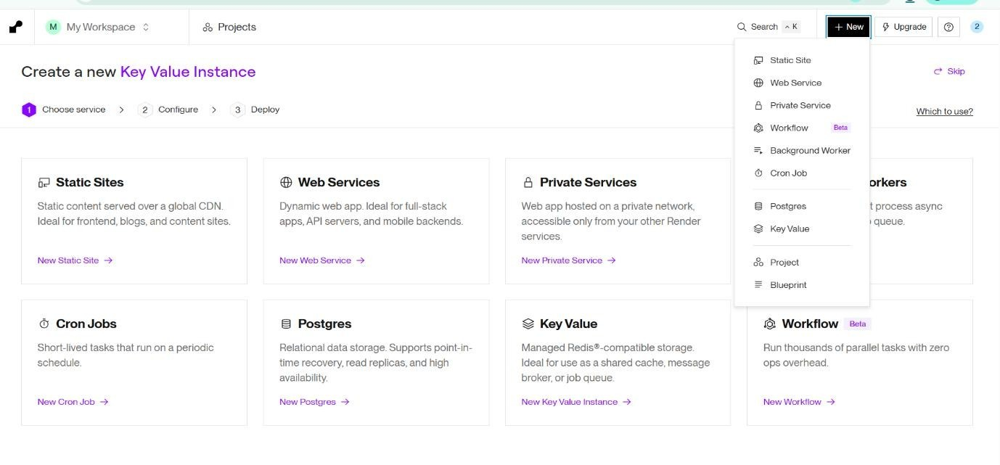 M My Workspace
Projects
Search ^ K
+ New
Upgrade
2
Create a new Key Value Instance
Skip
1 Choose service
2 Configure
3 Deploy
Which to use?
Static Site
Web Service
Private Service
Workflow Beta
Background Worker
Cron Job
Postgres
Key Value
Project
Blueprint
Static Sites
Static content served over a global CDN.
Ideal for frontend, blogs, and content sites.
New Static Site →
Web Services
Dynamic web app. Ideal for full-stack
apps, API servers, and mobile backends.
New Web Service →
Private Services
Web app hosted on a private network,
accessible only from your other Render
services.
New Private Service →
process async
queue.
Cron Jobs
Short-lived tasks that run on a periodic
schedule.
New Cron Job →
Postgres
Relational data storage. Supports point-in-
time recovery, read replicas, and high
availability.
New Postgres →
Key Value
Managed Redis®-compatible storage.
Ideal for use as a shared cache, message
broker, or job queue.
New Key Value Instance →
Workflow Beta
Run thousands of parallel tasks with zero
ops overhead.
New Workflow →